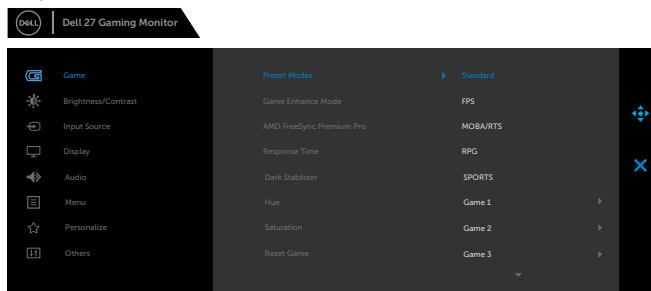 DELL
Dell 27 Gaming Monitor
Game Preset Modes Standard
Brightness/Contrast Game Enhance Mode FPS
Input Source AMD FreeSync Premium Pro MOBA/RTS
Display Response Time RPG
Audio Dark Stabilizer SPORTS
Menu Hue Game 1
Personalize Saturation Game 2
Others Reset Game Game 3